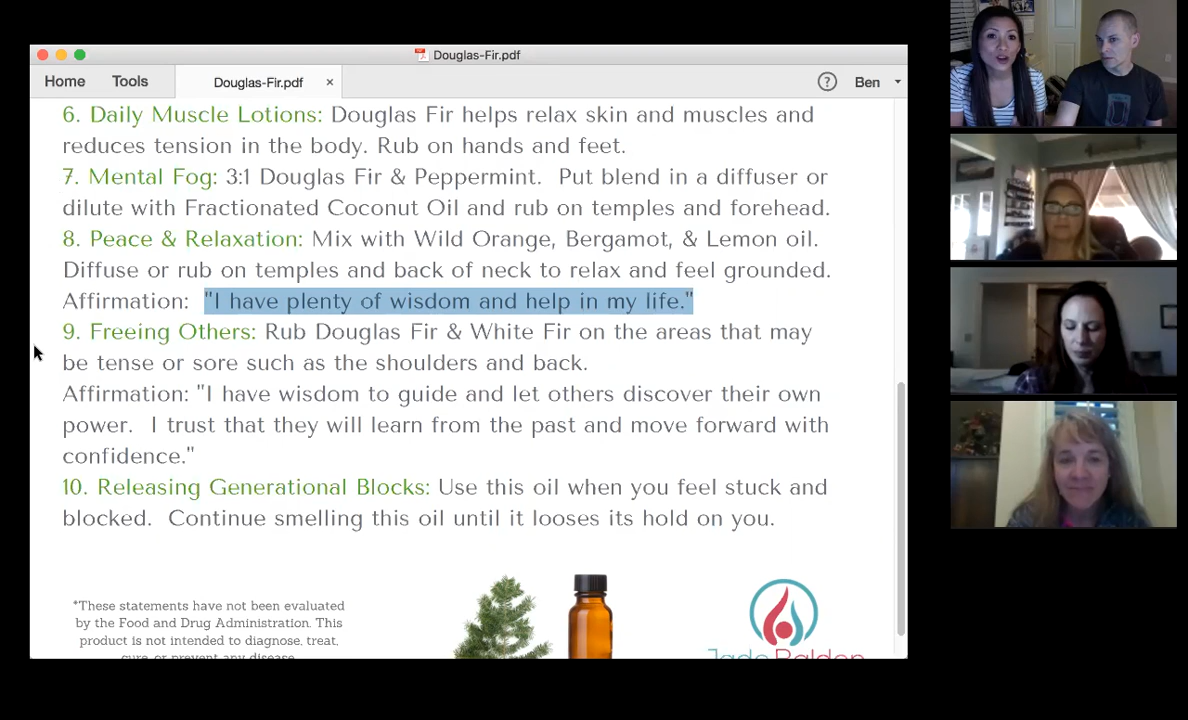 Douglas-Fir.pdf
Home
Tools
Douglas-Fir.pdf ×
? Ben
6. Daily Muscle Lotions: Douglas Fir helps relax skin and muscles and
reduces tension in the body. Rub on hands and feet.
7. Mental Fog: 3:1 Douglas Fir & Peppermint. Put blend in a diffuser or
dilute with Fractionated Coconut Oil and rub on temples and forehead.
8. Peace & Relaxation: Mix with Wild Orange, Bergamot, & Lemon oil.
Diffuse or rub on temples and back of neck to relax and feel grounded.
Affirmation: "I have plenty of wisdom and help in my life."
9. Freeing Others: Rub Douglas Fir & White Fir on the areas that may
be tense or sore such as the shoulders and back.
Affirmation: "I have wisdom to guide and let others discover their own
power. I trust that they will learn from the past and move forward with
confidence."
10. Releasing Generational Blocks: Use this oil when you feel stuck and
blocked. Continue smelling this oil until it looses its hold on you.
*These statements have not been evaluated
by the Food and Drug Administration. This
product is not intended to diagnose, treat,
cure, or prevent any disease.
Jade Balden